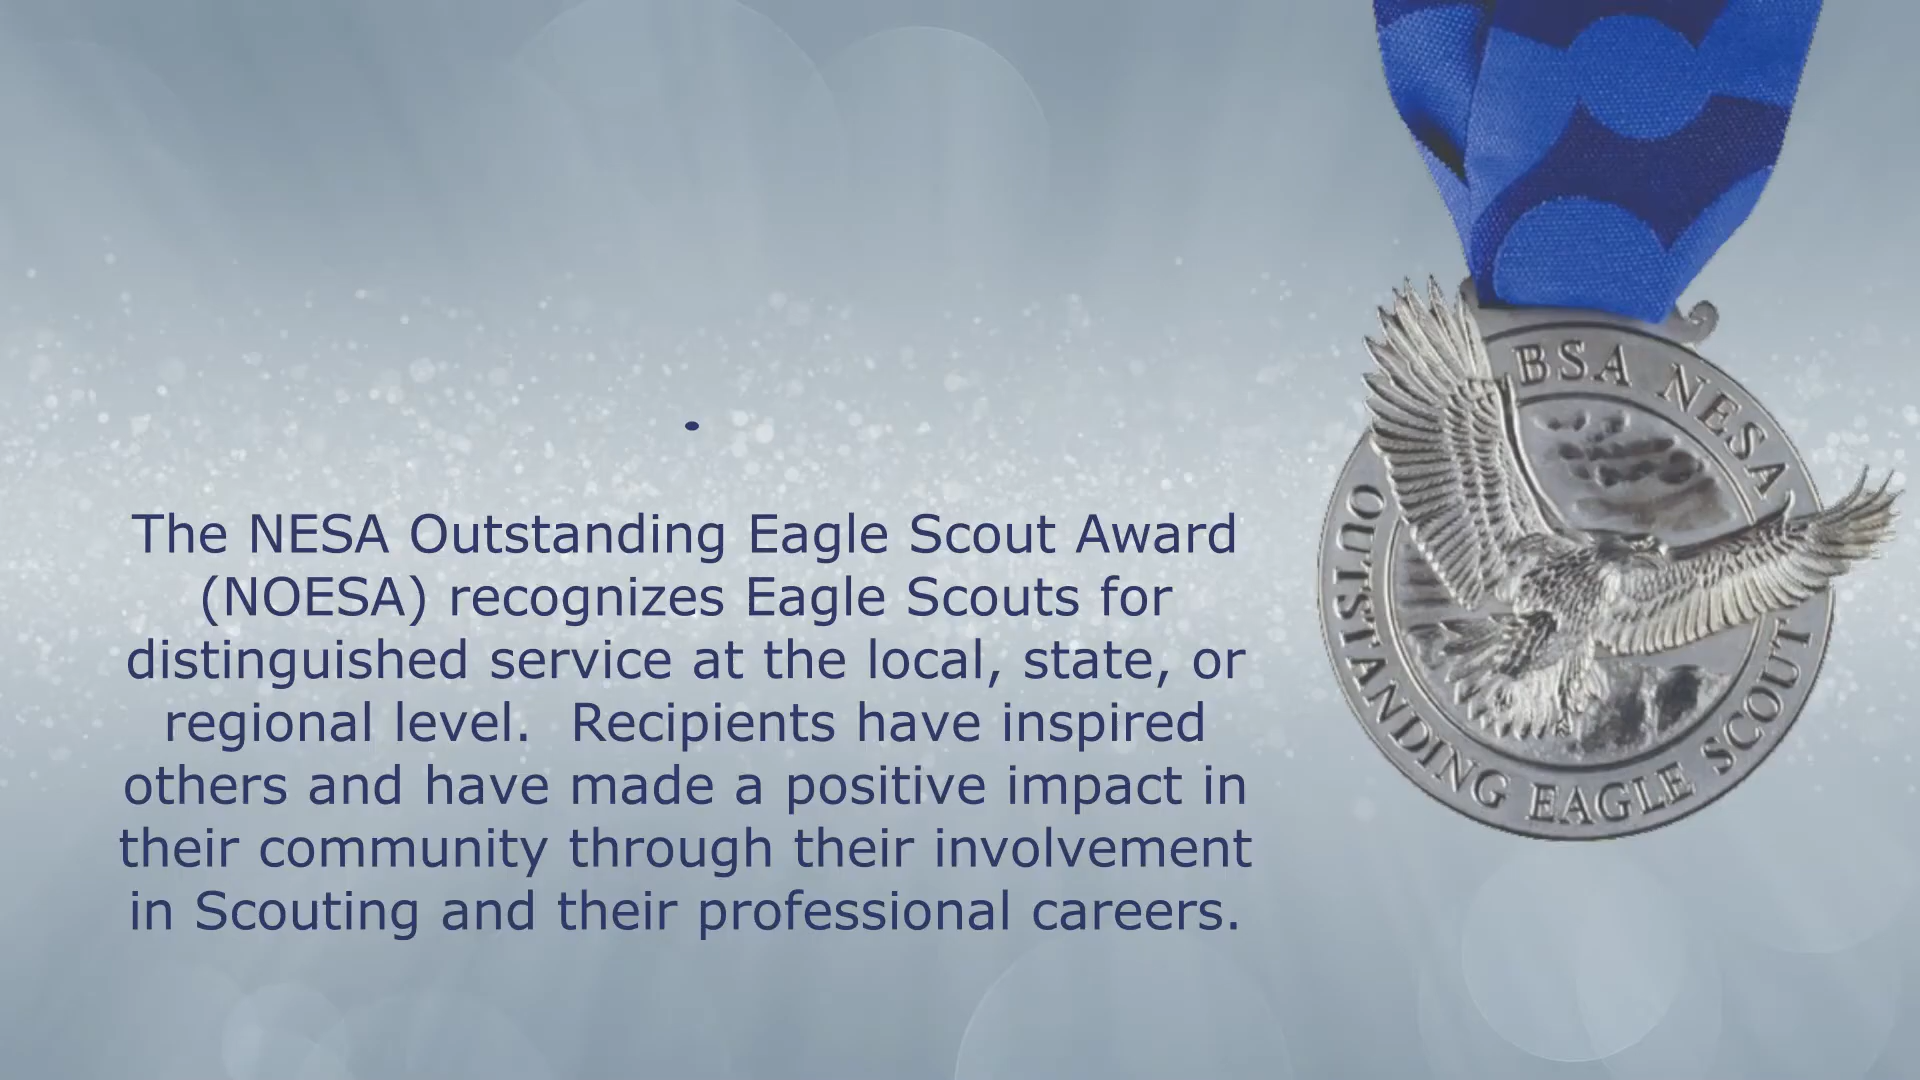 The NESA Outstanding Eagle Scout Award
(NOESA) recognizes Eagle Scouts for
distinguished service at the local, state, or
regional level.  Recipients have inspired
others and have made a positive impact in
their community through their involvement
in Scouting and their professional careers.
BSA NESA
OUTSTANDING EAGLE SCOUT